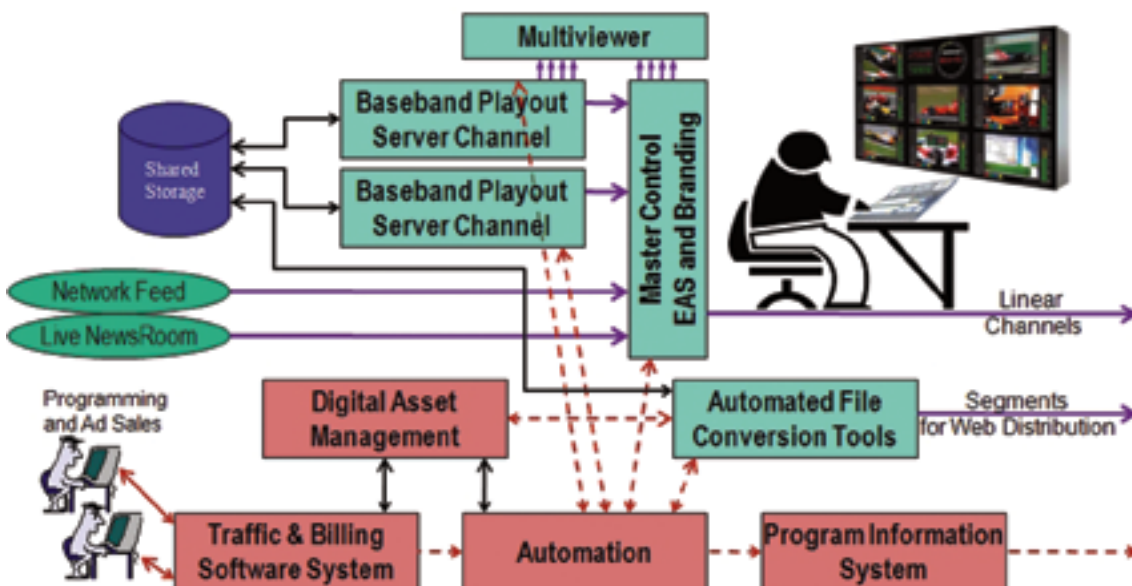 Multiviewer
Baseband Playout
Server Channel
Shared
Storage
Baseband Playout
Server Channel
Master Control
EAS and Branding
Network Feed
Live NewsRoom
Linear
Channels
Programming
and Ad Sales
Digital Asset
Management
Automated File
Conversion Tools
Segments
for Web Distribution
Traffic & Billing
Software System
Automation
Program Information
System